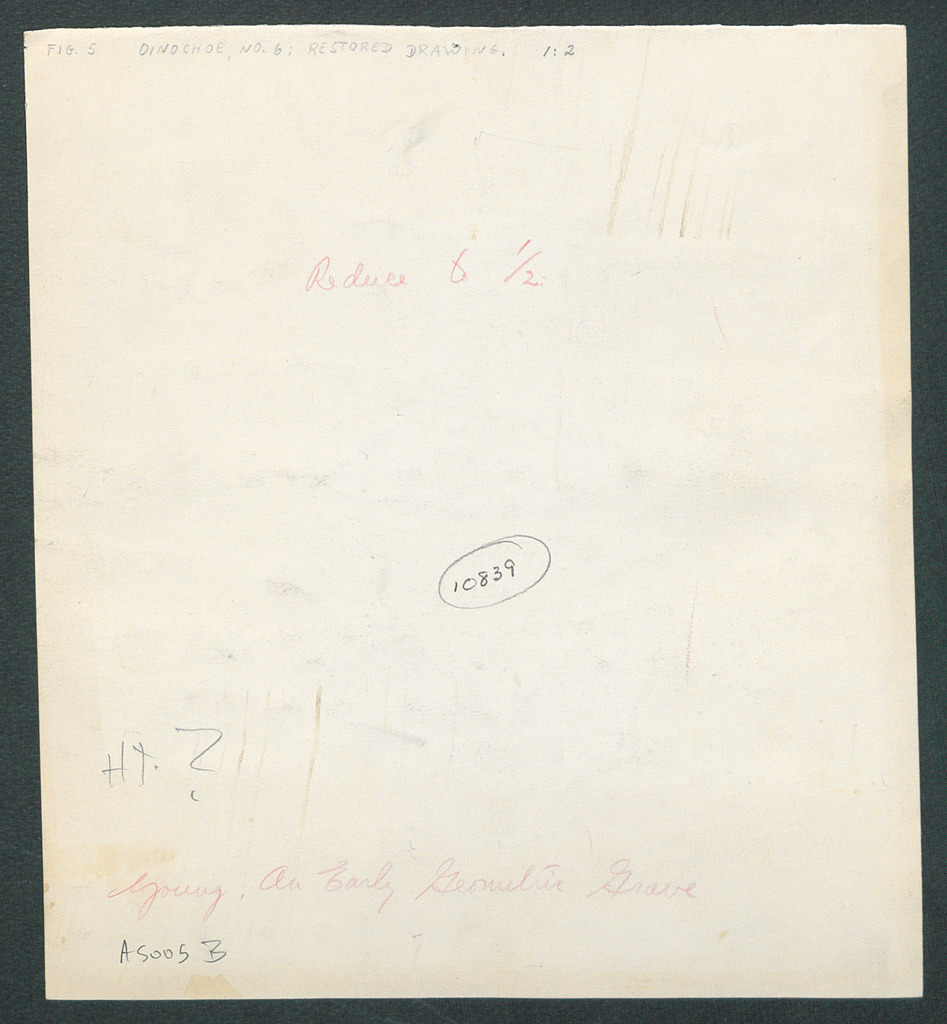 FIG. 5 OINOCHOE, NO. 6: RESTORED DRAWING. 1:2
Reduce to 1/2.
10839
HT. ?
Young, An Early Geometric Grave
A5005 B